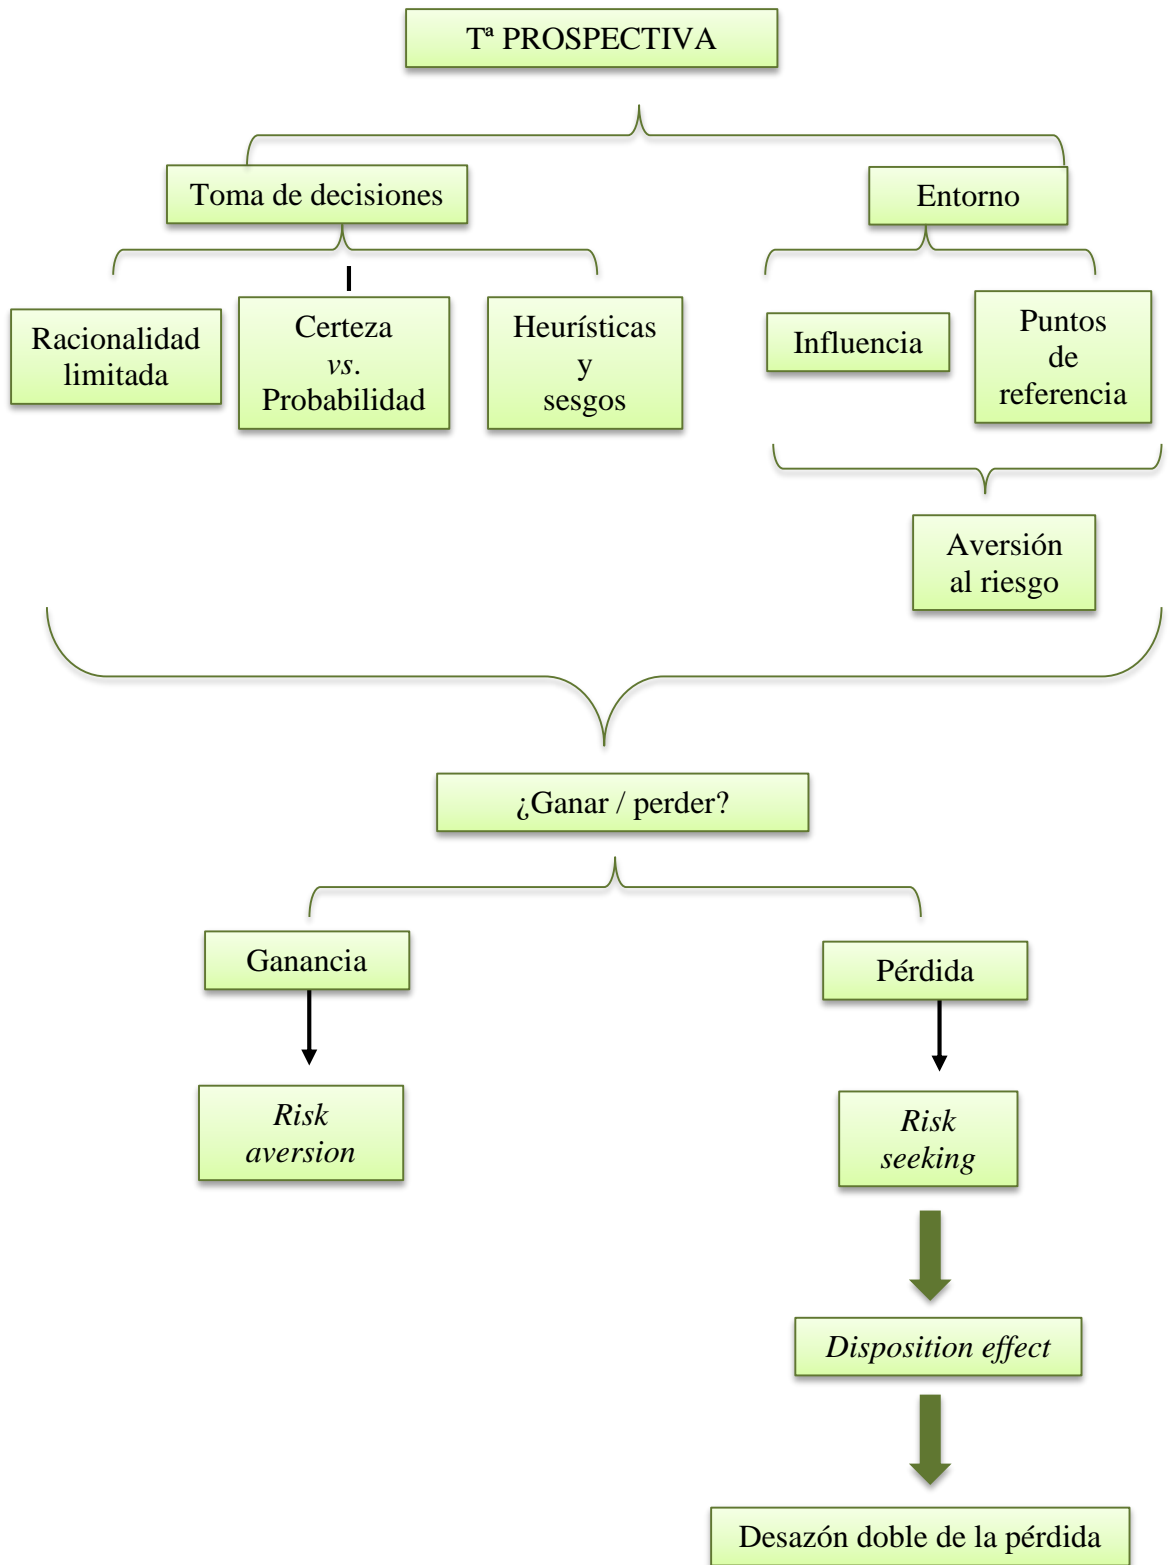 Tª PROSPECTIVA
Toma de decisiones
Entorno
Racionalidad
limitada
Certeza
vs.
Probabilidad
Heurísticas
y
sesgos
Influencia
Puntos
de
referencia
Aversión
al riesgo
¿Ganar / perder?
Ganancia
Pérdida
Risk
aversion
Risk
seeking
Disposition effect
Desazón doble de la pérdida